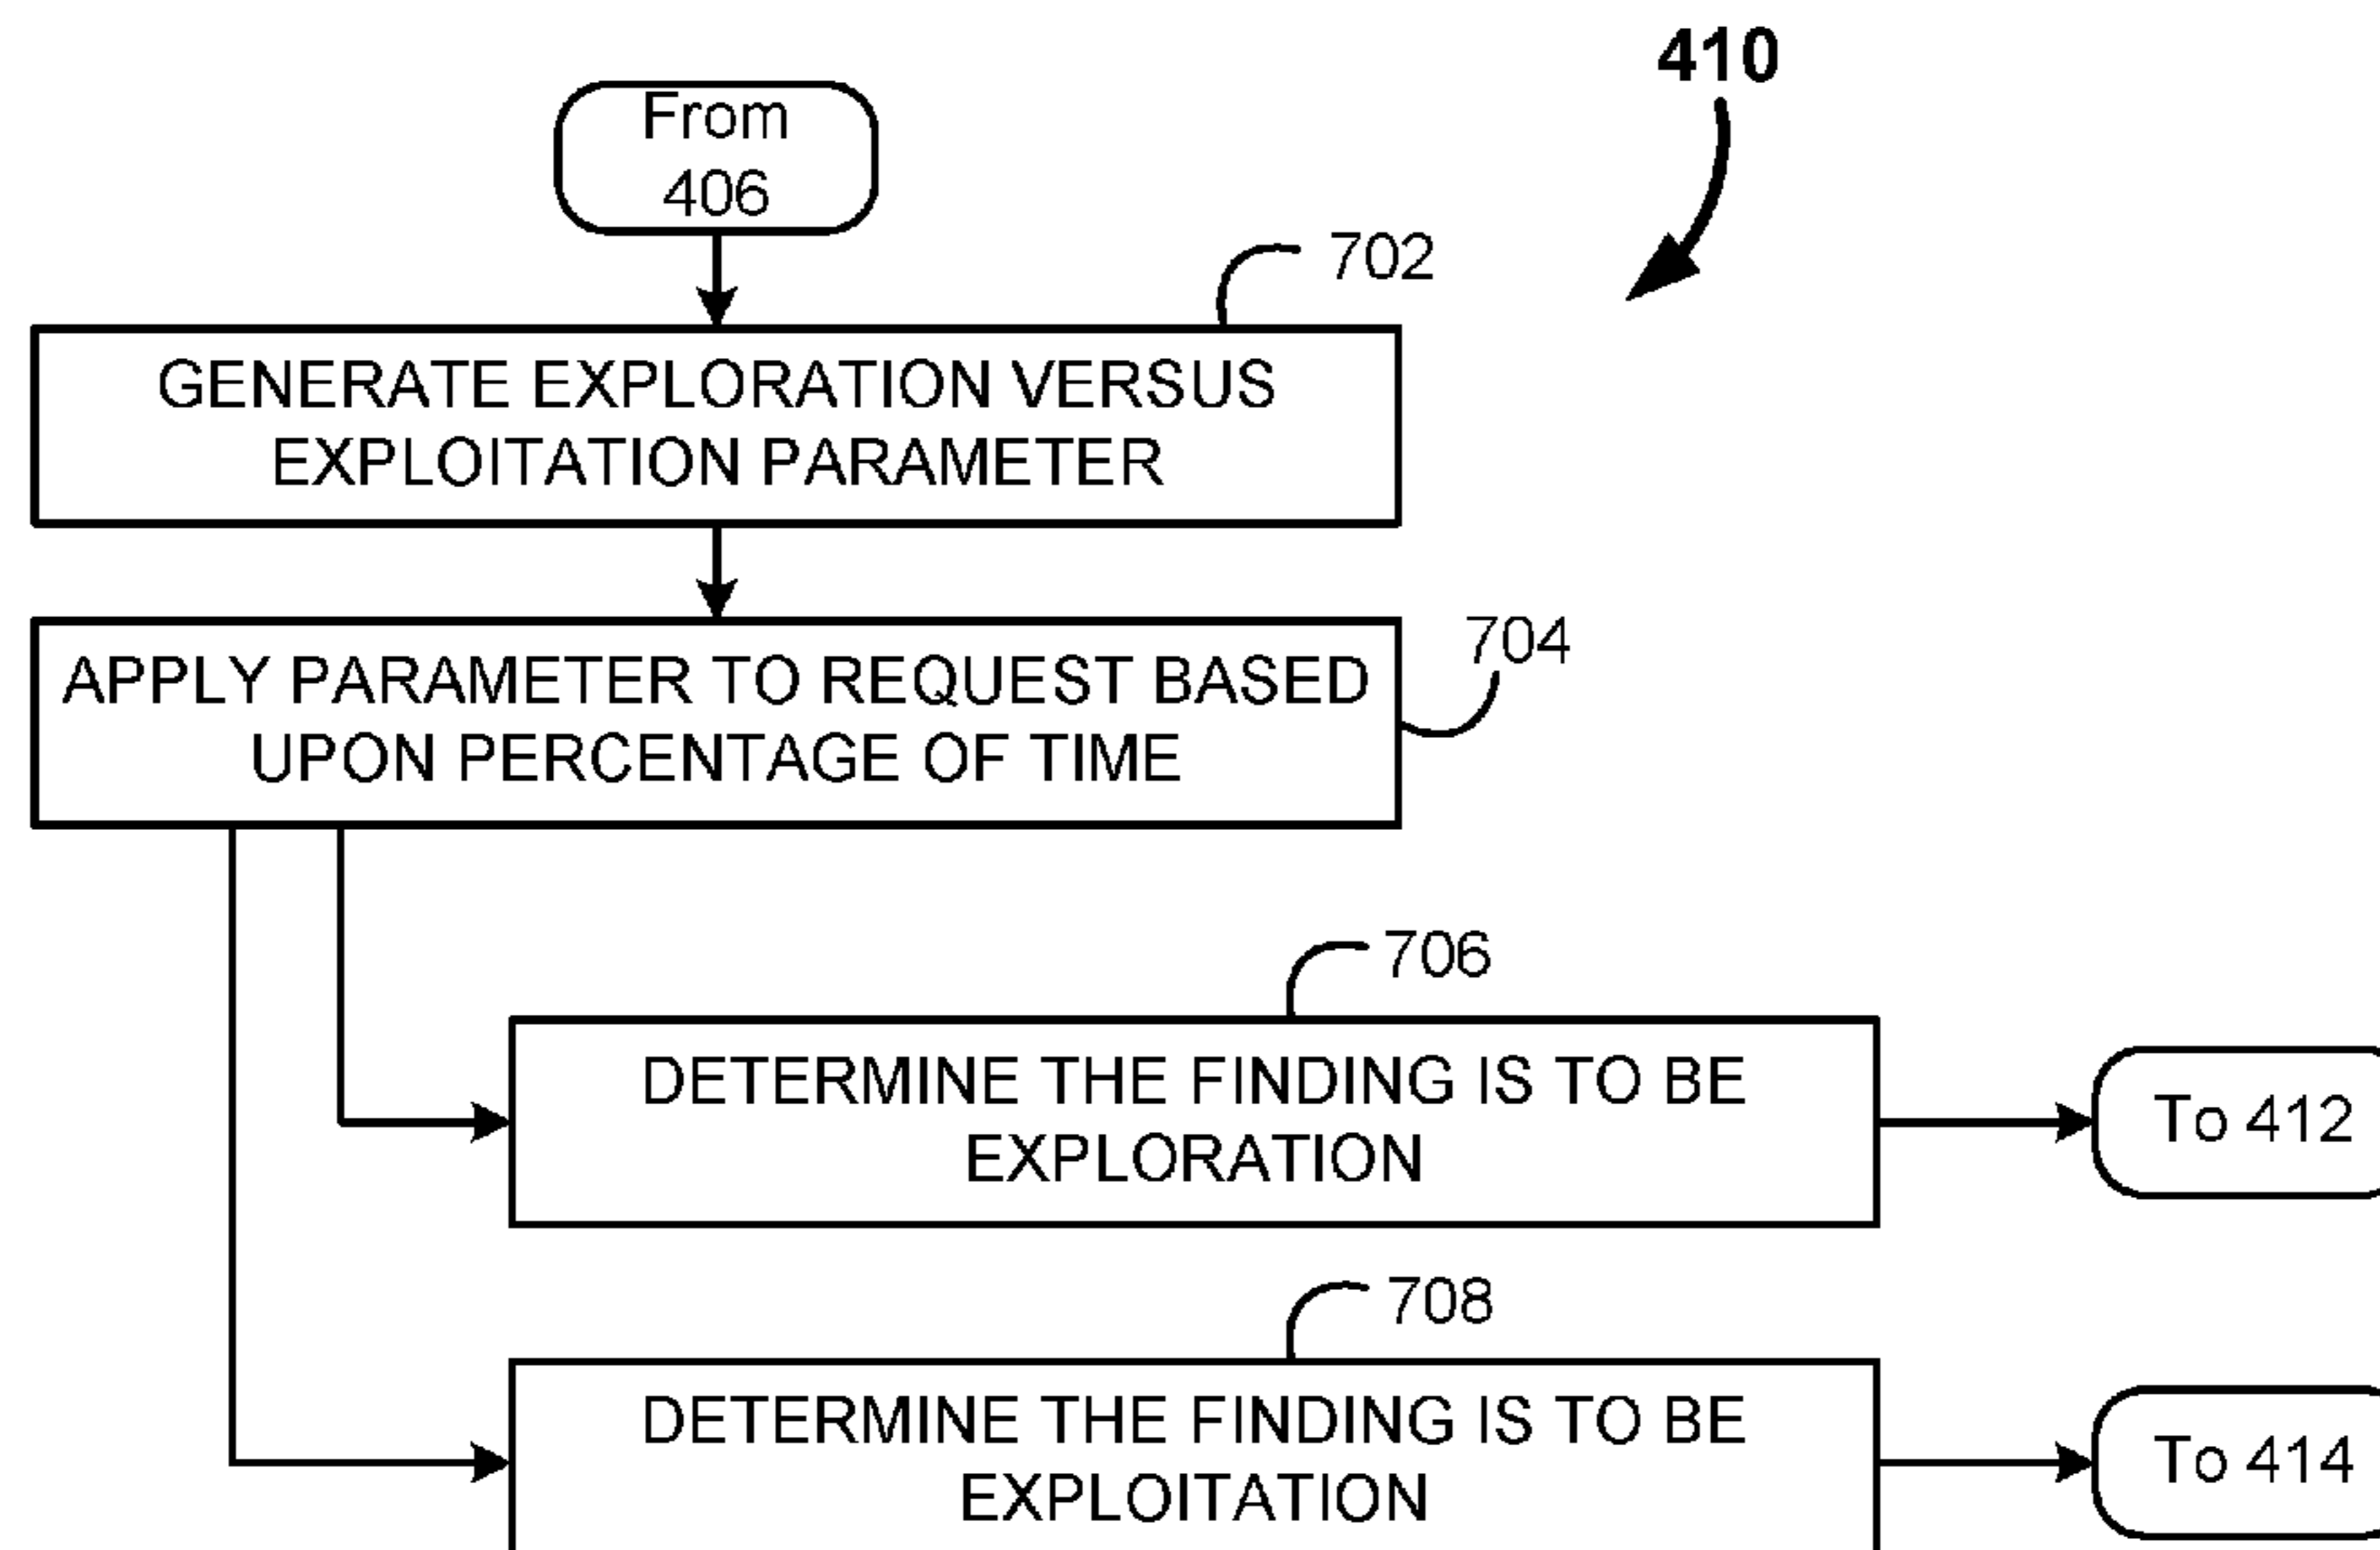 410
From
406
702
GENERATE EXPLORATION VERSUS
EXPLOITATION PARAMETER
704
APPLY PARAMETER TO REQUEST BASED
UPON PERCENTAGE OF TIME
706
DETERMINE THE FINDING IS TO BE
EXPLORATION
To 412
708
DETERMINE THE FINDING IS TO BE
EXPLOITATION
To 414